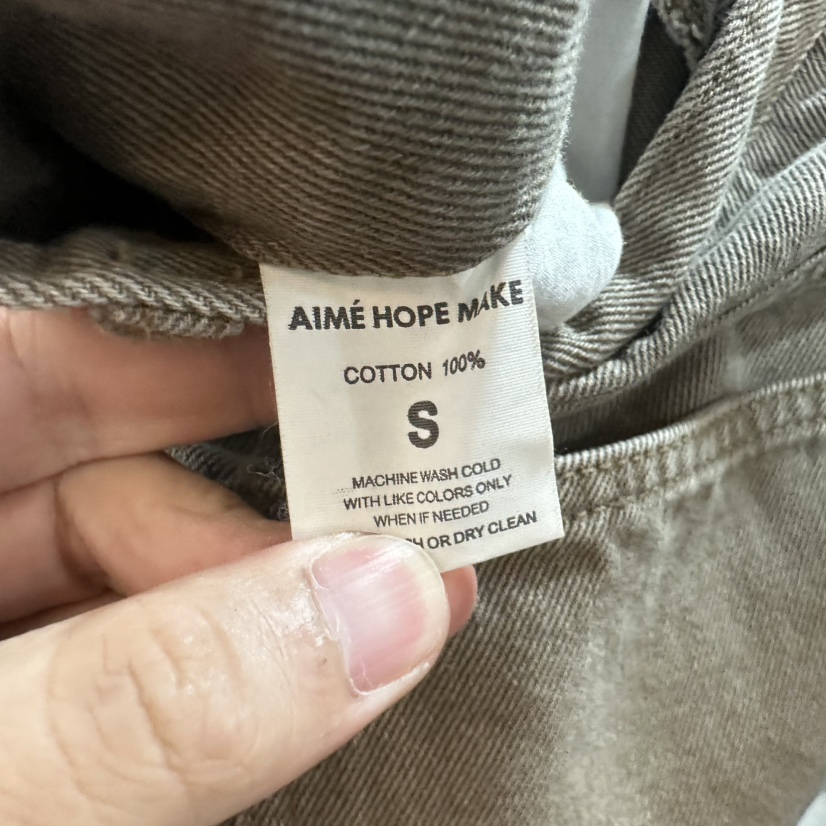 AIMÉ HOPE MAKE
COTTON 100%
S
MACHINE WASH COLD
WITH LIKE COLORS ONLY
WHEN IF NEEDED
OR DRY CLEAN